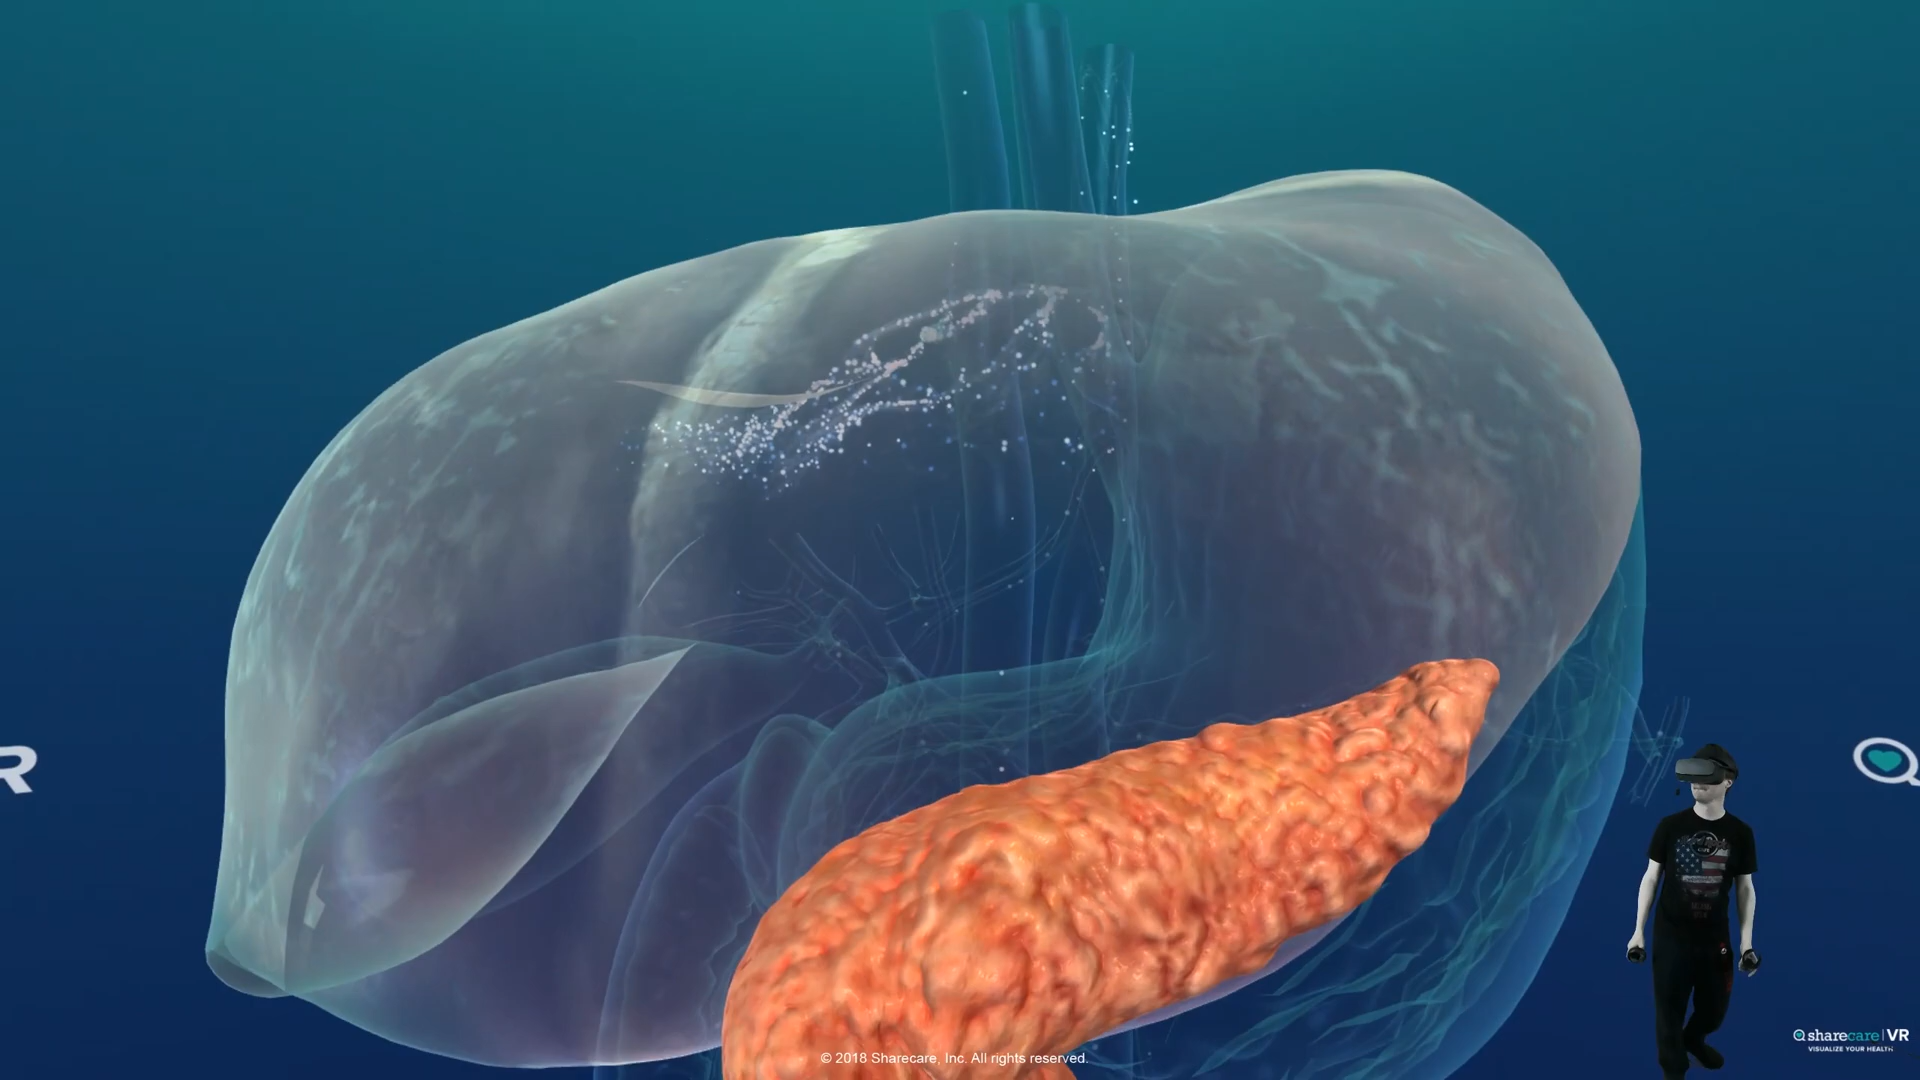 R
© 2018 Sharecare, Inc. All rights reserved.
sharecare | VR
VISUALIZE YOUR HEALTH